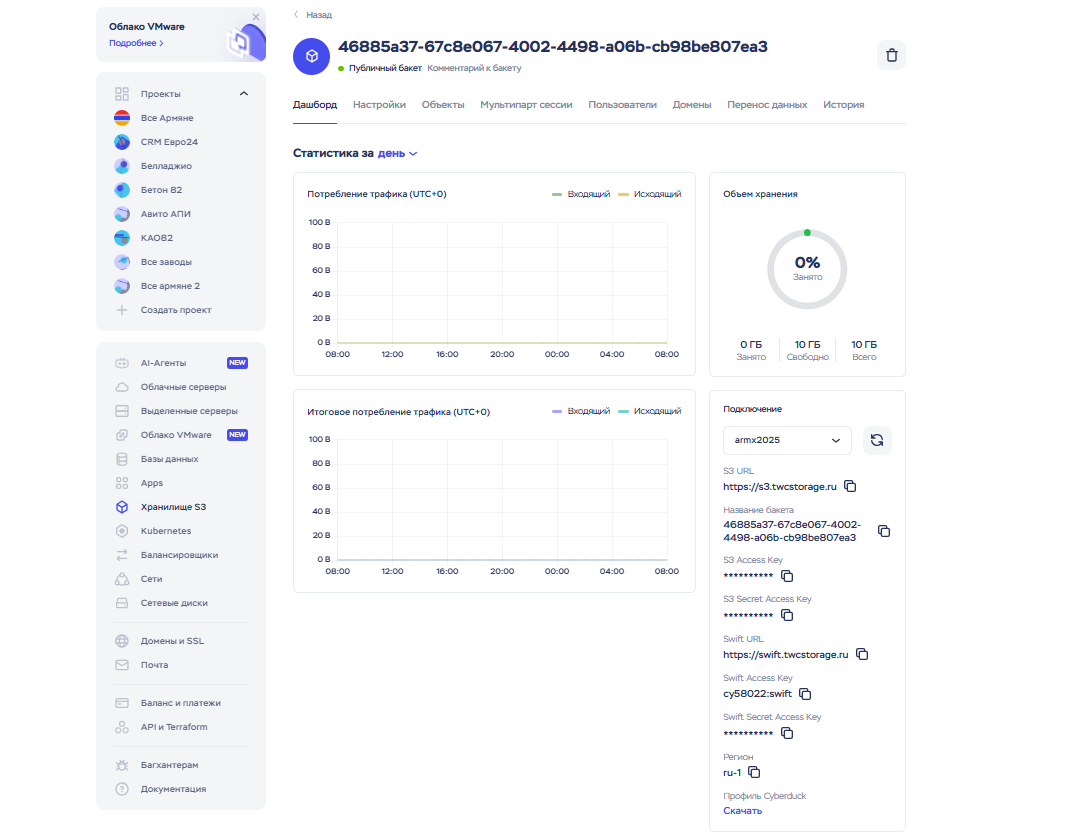 Облако VMware
Подробнее
Проекты
Все Армяне
CRM Евро24
Белладжио
Бетон 82
Авито АПИ
КАО82
Все заводы
Все армяне 2
Создать проект
AI-Агенты NEW
Облачные серверы
Выделенные серверы
Облако VMware NEW
Базы данных
Apps
Хранилище S3
Kubernetes
Балансировщики
Сети
Сетевые диски
Домены и SSL
Почта
Баланс и платежи
API и Terraform
Багхантерам
Документация
Назад
46885a37-67c8e067-4002-4498-a06b-cb98be807ea3
Публичный бакет Комментарий к бакету
Дашборд Настройки Объекты Мультипарт сессии Пользователи Домены Перенос данных История
Статистика за день
Потребление трафика (UTC+0) Входящий Исходящий
100 B
80 B
60 B
40 B
20 B
0 B
08:00 12:00 16:00 20:00 00:00 04:00 08:00
Итоговое потребление трафика (UTC+0) Входящий Исходящий
100 B
80 B
60 B
40 B
20 B
0 B
08:00 12:00 16:00 20:00 00:00 04:00 08:00
Объем хранения
0%
Занято
0 ГБ 10 ГБ 10 ГБ
Занято Свободно Всего
Подключение
armx2025
S3 URL
https://s3.twcstorage.ru
Название бакета
46885a37-67c8e067-4002-
4498-a06b-cb98be807ea3
S3 Access Key
**********
S3 Secret Access Key
**********
Swift URL
https://swift.twcstorage.ru
Swift Access Key
cy58022:swift
Swift Secret Access Key
**********
Регион
ru-1
Профиль Cyberduck
Скачать